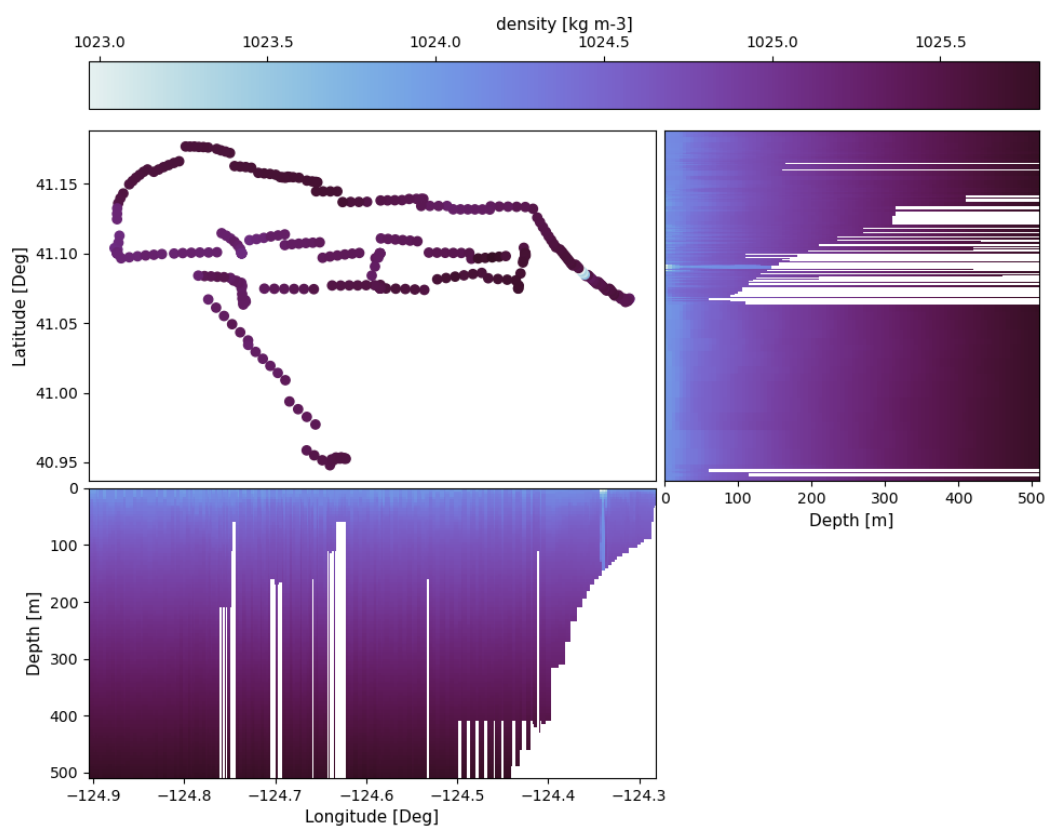 density [kg m-3]
1023.0 1023.5 1024.0 1024.5 1025.0 1025.5
Latitude [Deg]
41.15
41.10
41.05
41.00
40.95
0 100 200 300 400 500
Depth [m]
Depth [m]
0
100
200
300
400
500
−124.9 −124.8 −124.7 −124.6 −124.5 −124.4 −124.3
Longitude [Deg]